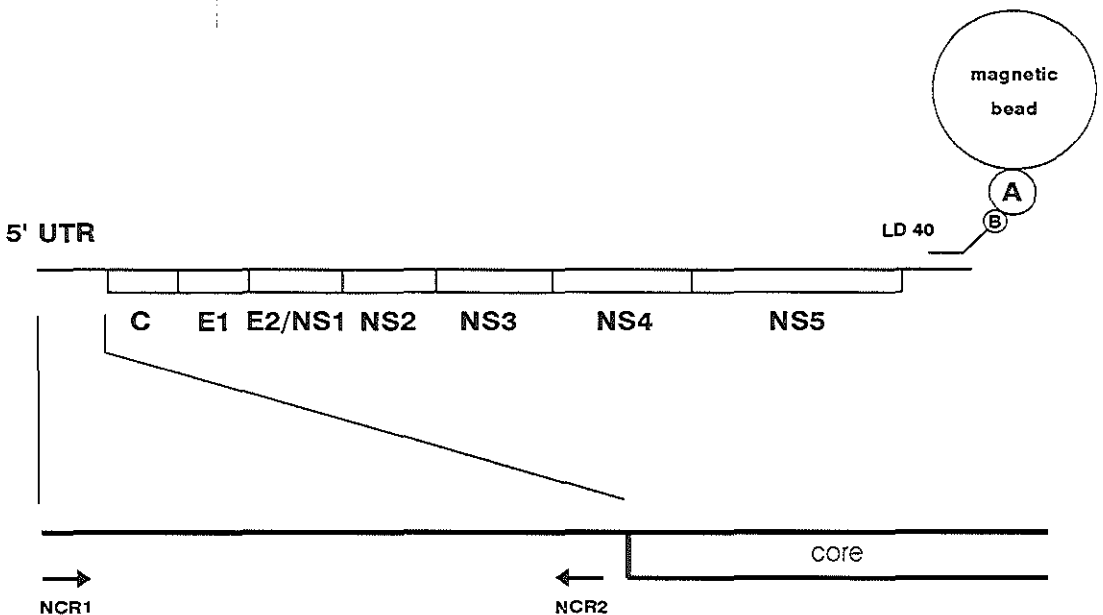 magnetic
bead
A
B
5' UTR
LD 40
C E1 E2/NS1 NS2 NS3 NS4 NS5
core
NCR1 NCR2